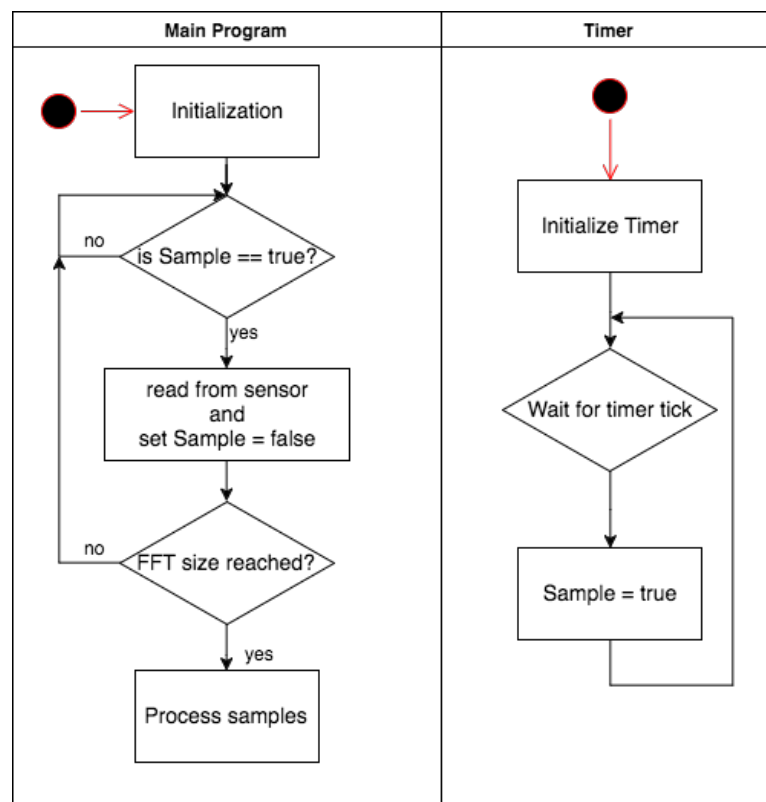 Main Program
Initialization
no
is Sample == true?
yes
read from sensor
and
set Sample = false
no
FFT size reached?
yes
Process samples
Timer
Initialize Timer
Wait for timer tick
Sample = true